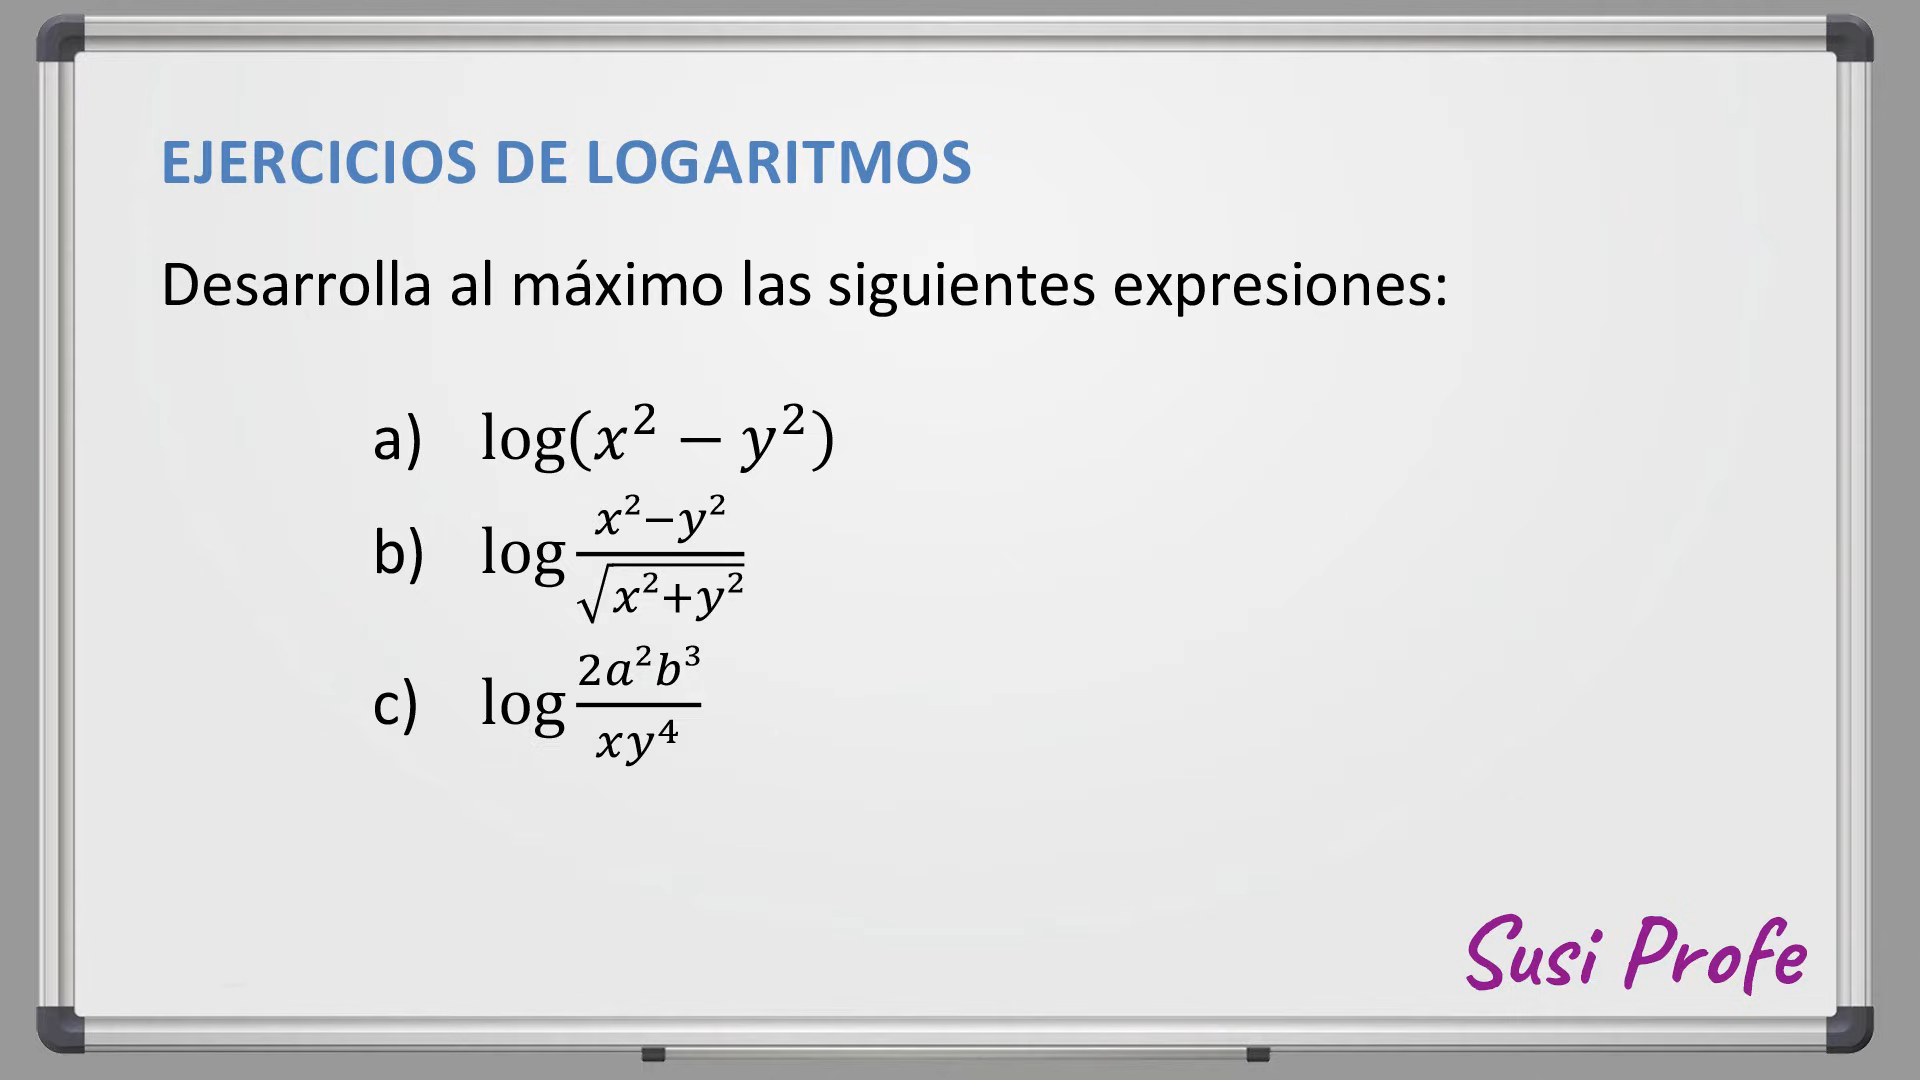 EJERCICIOS DE LOGARITMOS
Desarrolla al máximo las siguientes expresiones:
a) log(x² − y²)
b) log (x²−y²)/√(x²+y²)
c) log 2a²b³/xy⁴
Susi Profe